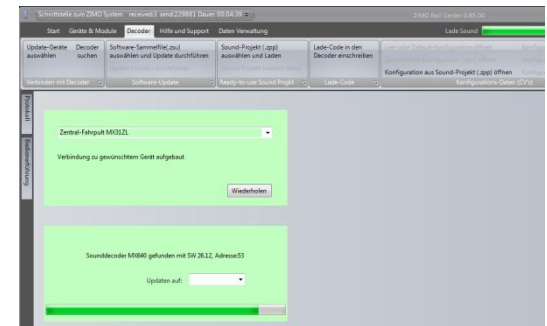 Schnittstelle zum ZIMO System received:3 send:229881 Dauer 00:04:39
ZIMO Rail Center 0.85.00
Start Geräte & Module Decoder Hilfe und Support Daten Verwaltung
Lade Sound
Update-Geräte auswählen
Decoder suchen
Software-Sammelfile(.zsu) auswählen und Update durchführen
Sound-Projekt (.zpp) auswählen und Laden
Lade-Code in den Decoder einschreiben
Konfiguration aus Sound-Projekt (.zpp) öffnen
Verbinden mit Decoder
Software-Update
Ready-to-use Sound Projekt
Lade-Code
Konfigurations-Daten (CV's)
Protokoll
Bedienerführung
Zentral-Fahrpult MX31ZL
Verbindung zu gewünschtem Gerät aufgebaut
Wiederholen
Sounddecoder MX640 gefunden mit SW 26.12, Adresse:53
Updaten auf: